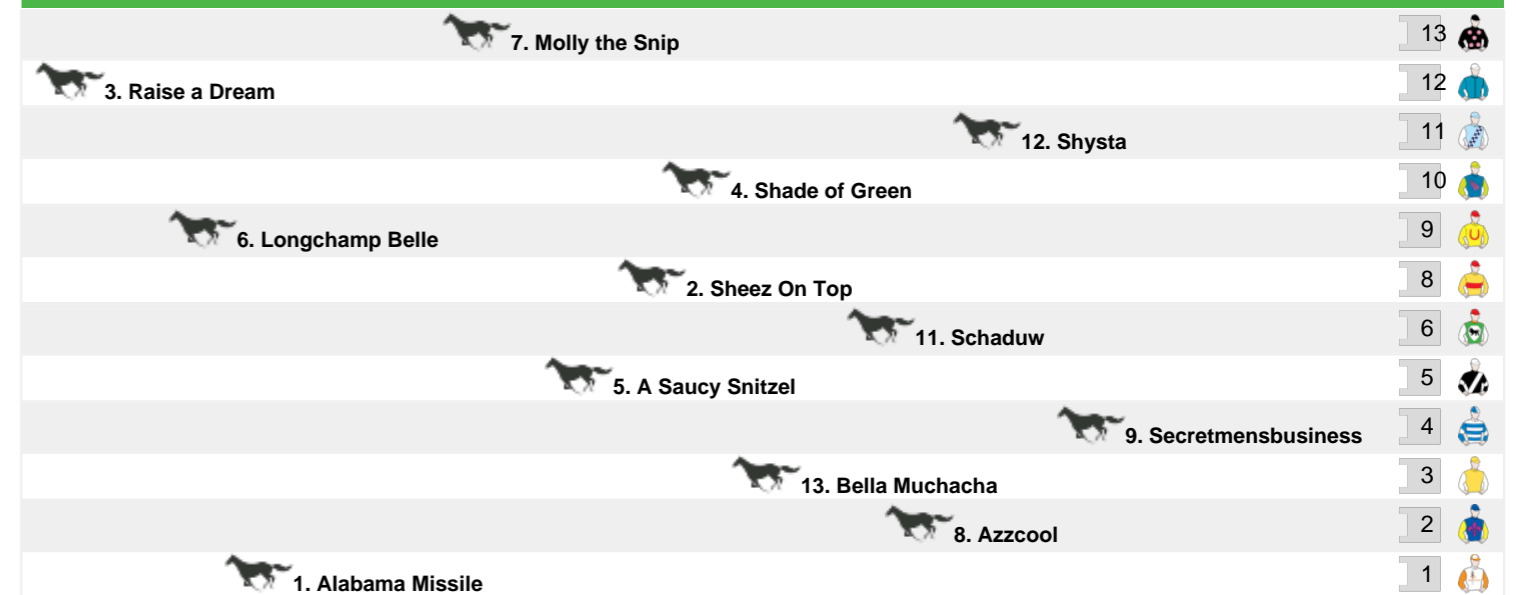 7. Molly the Snip 13
3. Raise a Dream 12
12. Shysta 11
4. Shade of Green 10
6. Longchamp Belle 9
2. Sheez On Top 8
11. Schaduw 6
5. A Saucy Snitzel 5
9. Secretmensbusiness 4
13. Bella Muchacha 3
8. Azzcool 2
1. Alabama Missile 1